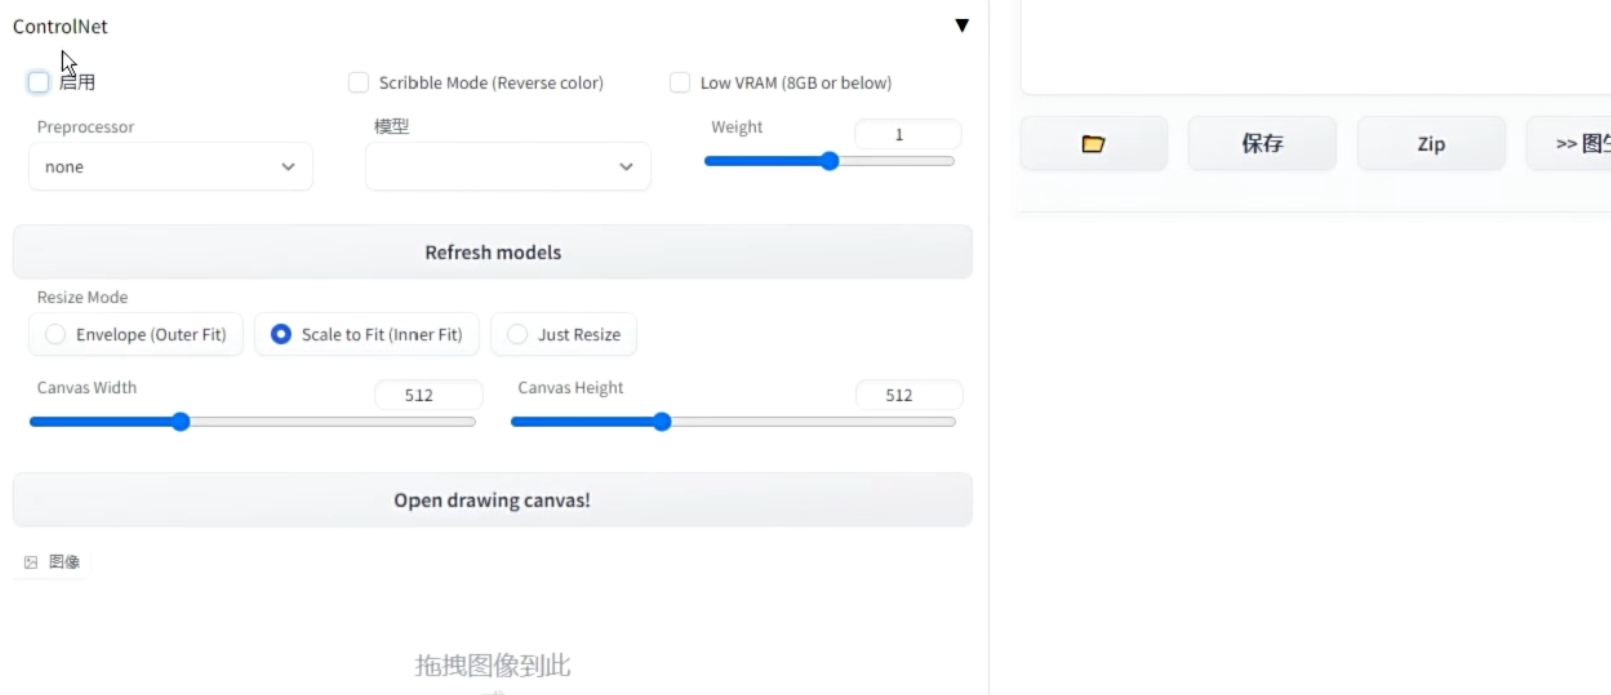 ControlNet
启用
Scribble Mode (Reverse color)
Low VRAM (8GB or below)
Preprocessor
模型
Weight
1
none
Refresh models
Resize Mode
Envelope (Outer Fit)
Scale to Fit (Inner Fit)
Just Resize
Canvas Width
512
Canvas Height
512
Open drawing canvas!
图像
拖拽图像到此
保存
Zip
>> 图生